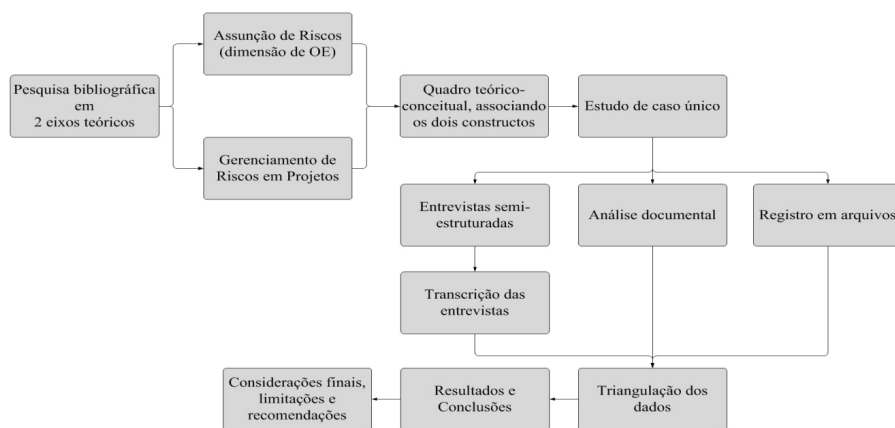 Pesquisa bibliográfica
em
2 eixos teóricos
Assunção de Riscos
(dimensão de OE)
Gerenciamento de
Riscos em Projetos
Quadro teórico-
conceitual, associando
os dois constructos
Estudo de caso único
Entrevistas semi-
estruturadas
Análise documental
Registro em arquivos
Transcrição das
entrevistas
Triangulação dos
dados
Resultados e
Conclusões
Considerações finais,
limitações e
recomendações